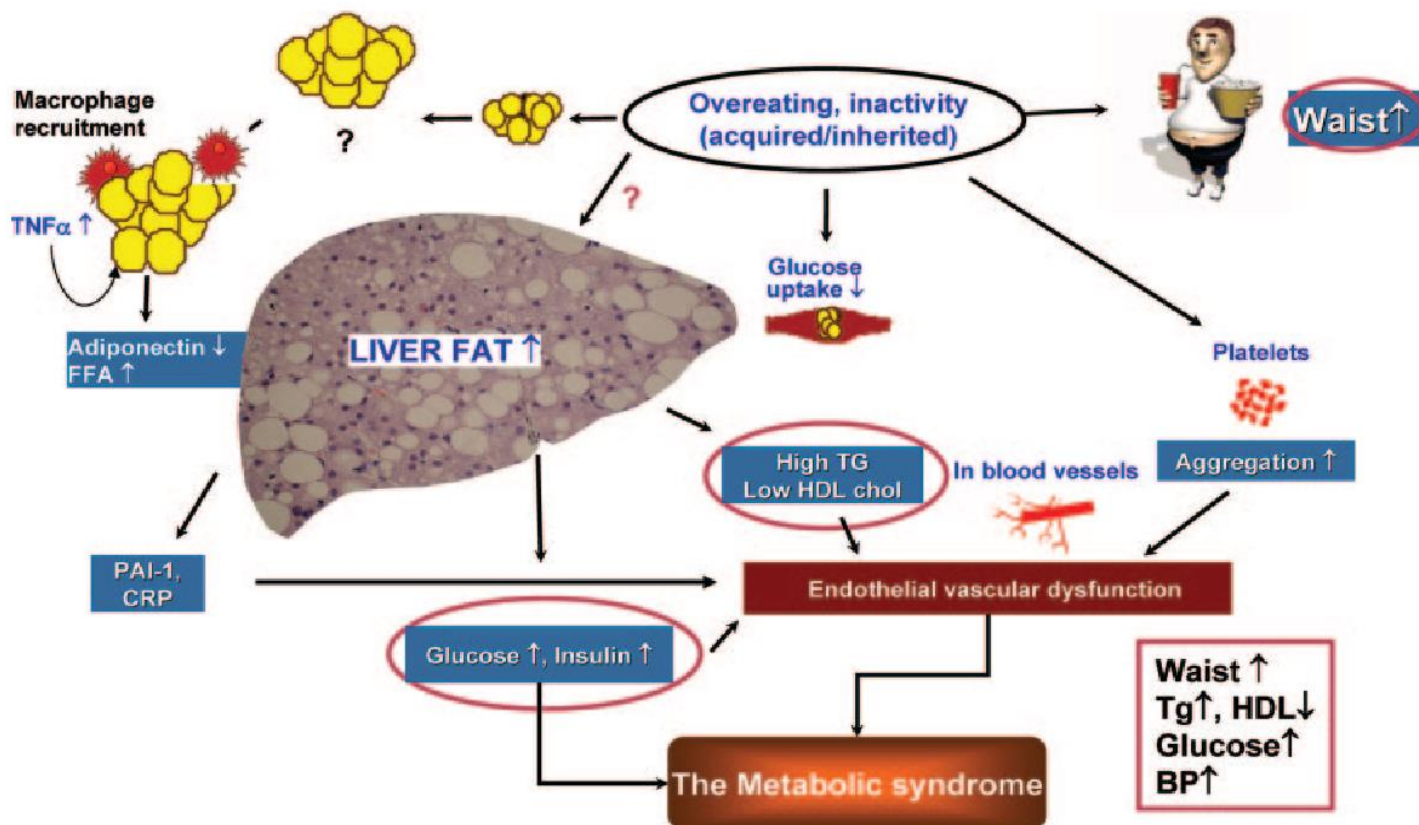 Macrophage
recruitment
?
Overeating, inactivity
(acquired/inherited)
Waist↑
TNFα ↑
?
Glucose
uptake ↓
Adiponectin ↓
FFA ↑
LIVER FAT ↑
Platelets
High TG
Low HDL chol
In blood vessels
Aggregation ↑
PAI-1,
CRP
Endothelial vascular dysfunction
Glucose ↑, Insulin ↑
Waist ↑
Tg↑, HDL↓
Glucose↑
BP↑
The Metabolic syndrome